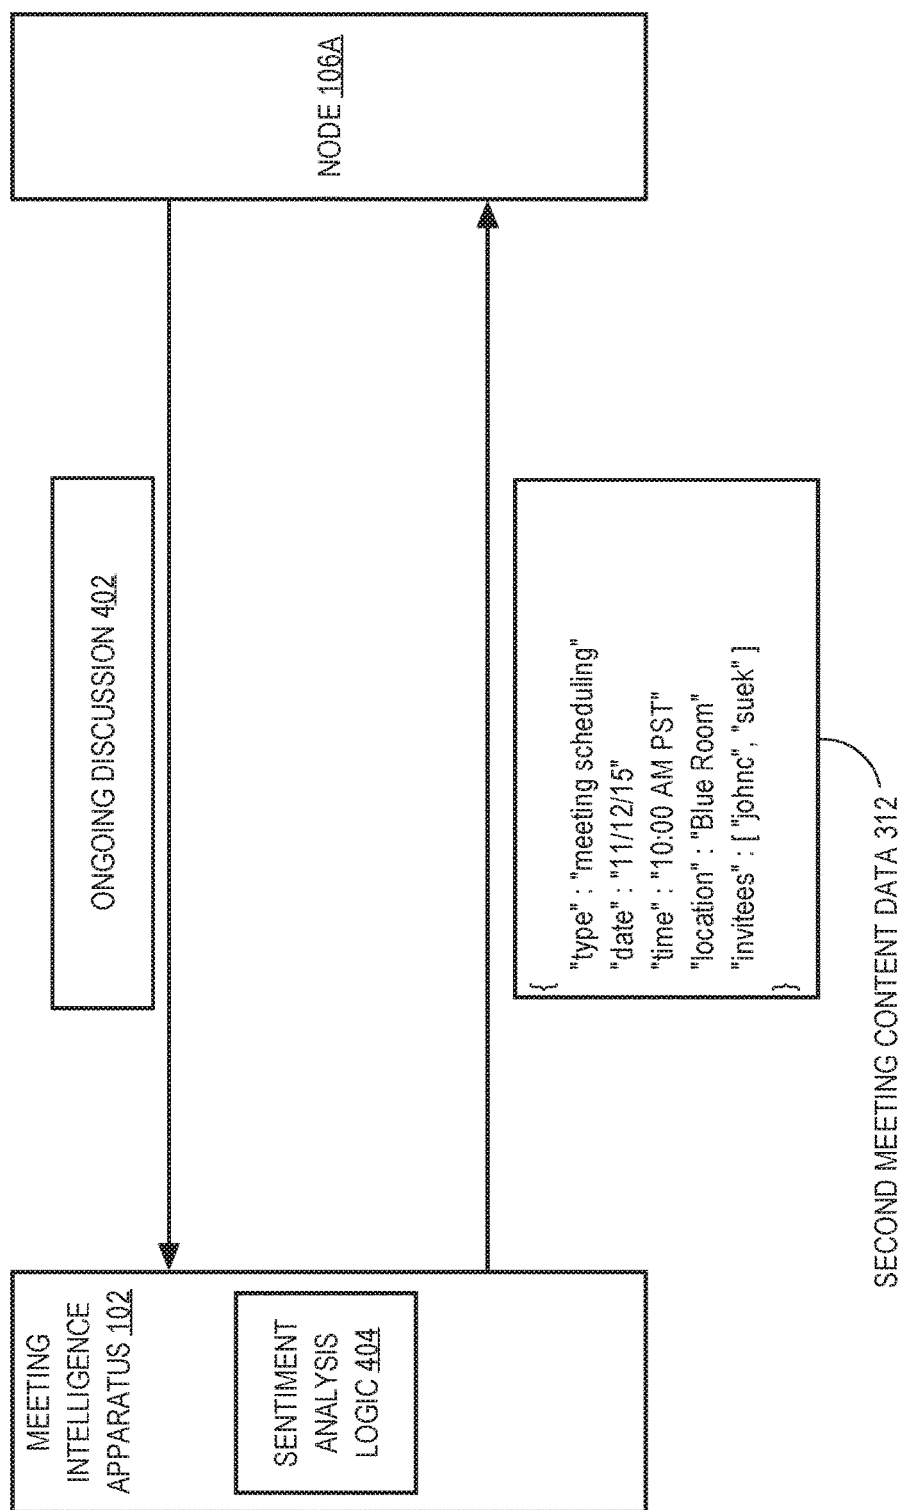 MEETING
INTELLIGENCE
APPARATUS 102
SENTIMENT
ANALYSIS
LOGIC 404
ONGOING DISCUSSION 402
{
"type" : "meeting scheduling"
"date" : "11/12/15"
"time" : "10:00 AM PST"
"location" : "Blue Room"
"invitees" : [ "johnc", "suek" ]
}
SECOND MEETING CONTENT DATA 312
NODE 106A